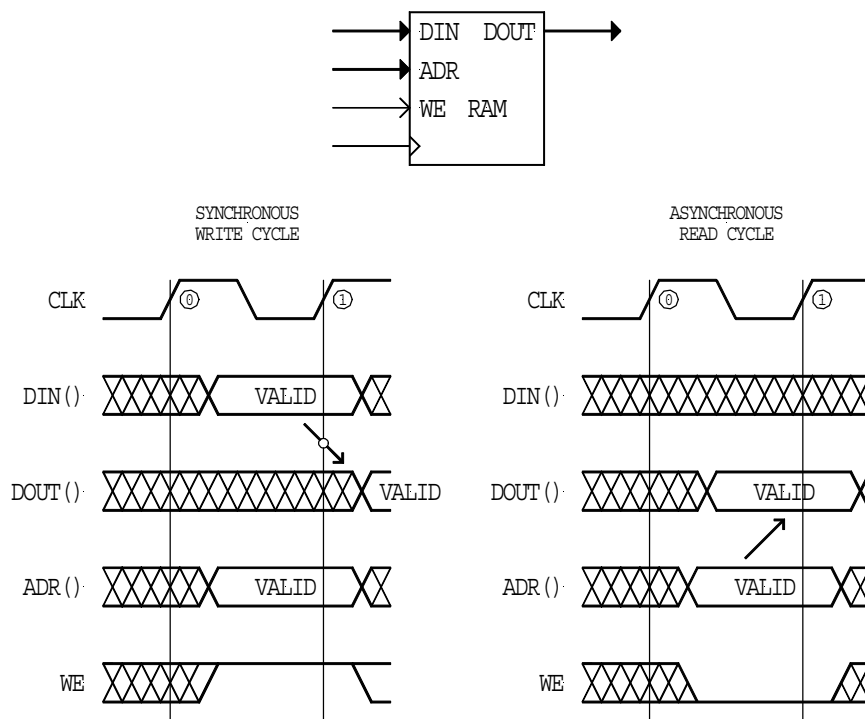 DIN DOUT
ADR
WE RAM
SYNCHRONOUS
WRITE CYCLE
CLK 0 1
DIN() VALID
DOUT() VALID
ADR() VALID
WE
ASYNCHRONOUS
READ CYCLE
CLK 0 1
DIN()
DOUT() VALID
ADR() VALID
WE